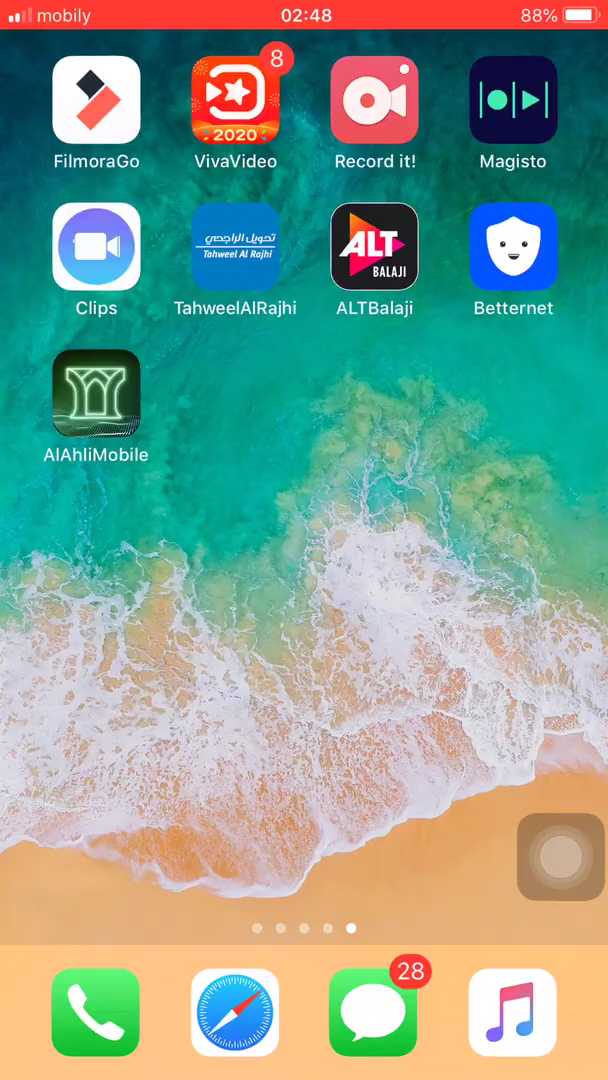 mobily 02:48 88%
8
2020
FilmoraGo VivaVideo Record it! Magisto
تحويل الراجحي
Tahweel Al Rajhi
ALT
BALAJI
Clips TahweelAlRajhi ALTBalaji Betternet
AlAhliMobile
28